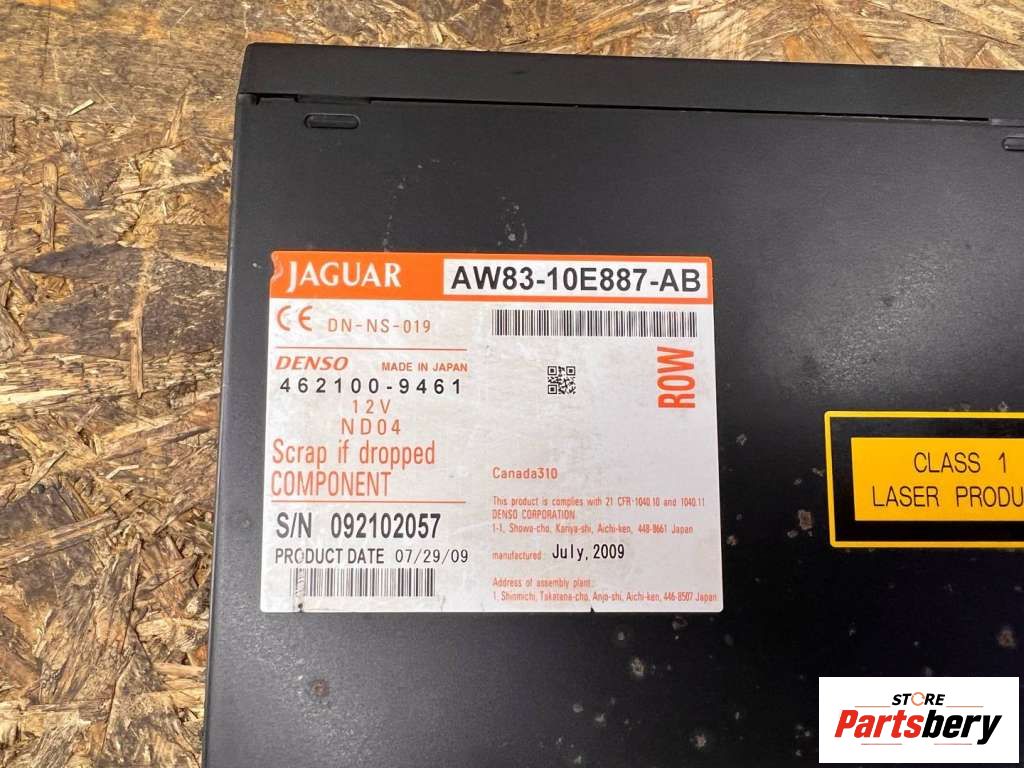 JAGUAR
AW83-10E887-AB
CE DN-NS-019
DENSO MADE IN JAPAN
462100-9461
12V
ND04
Scrap if dropped
COMPONENT
S/N 092102057
PRODUCT DATE 07/29/09
ROW
Canada310
This product is complies with 21 CFR·1040.10 and 1040.11
DENSO CORPORATION
1-1, Showa-cho, Kariya-shi, Aichi-ken, 448-8661 Japan
manufactured: July, 2009
Address of assembly plant:
1, Shinmichi, Takatana-cho, Anjo-shi, Aichi-ken, 446-8507 Japan
CLASS 1
LASER PRODU
STORE
Partsbery